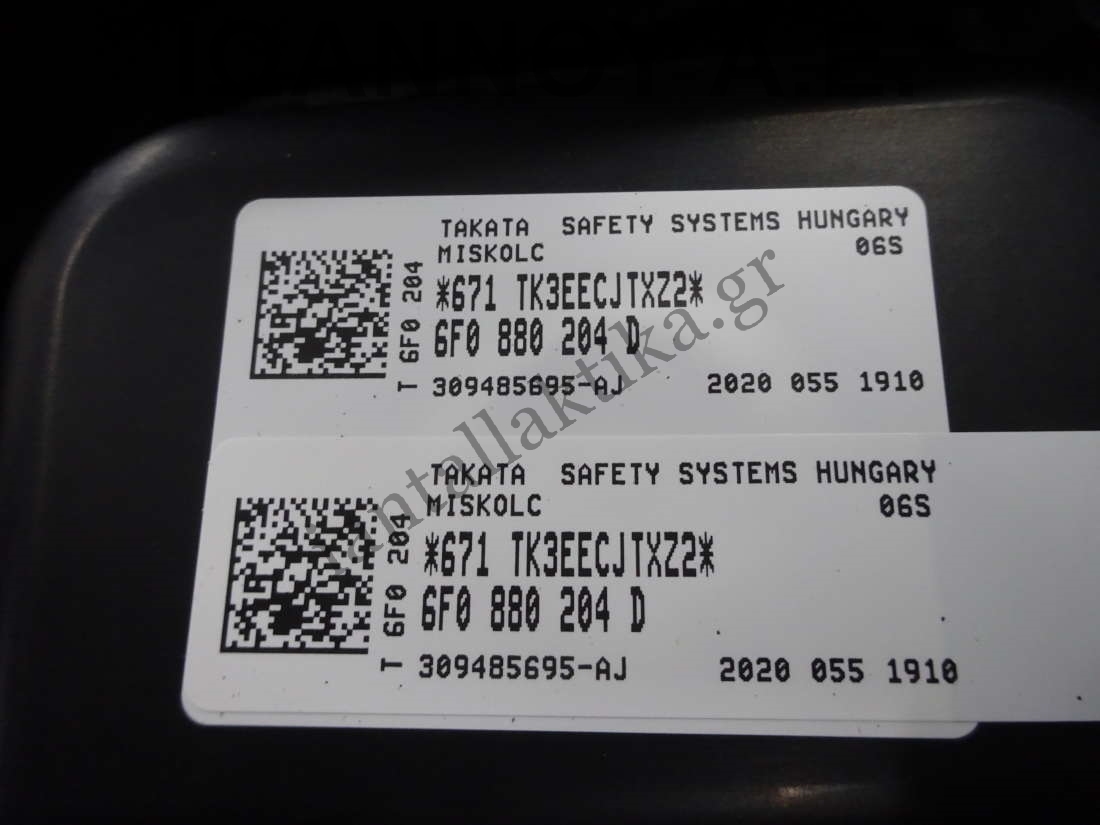 TAKATA SAFETY SYSTEMS HUNGARY
MISKOLC 06S
*671 TK3EECJTXZ2*
6F0 880 204 D
T 6F0 204
309485695-AJ 2020 055 1910
TAKATA SAFETY SYSTEMS HUNGARY
MISKOLC 06S
*671 TK3EECJTXZ2*
6F0 880 204 D
T 6F0 204
309485695-AJ 2020 055 1910
iantallaktika.gr